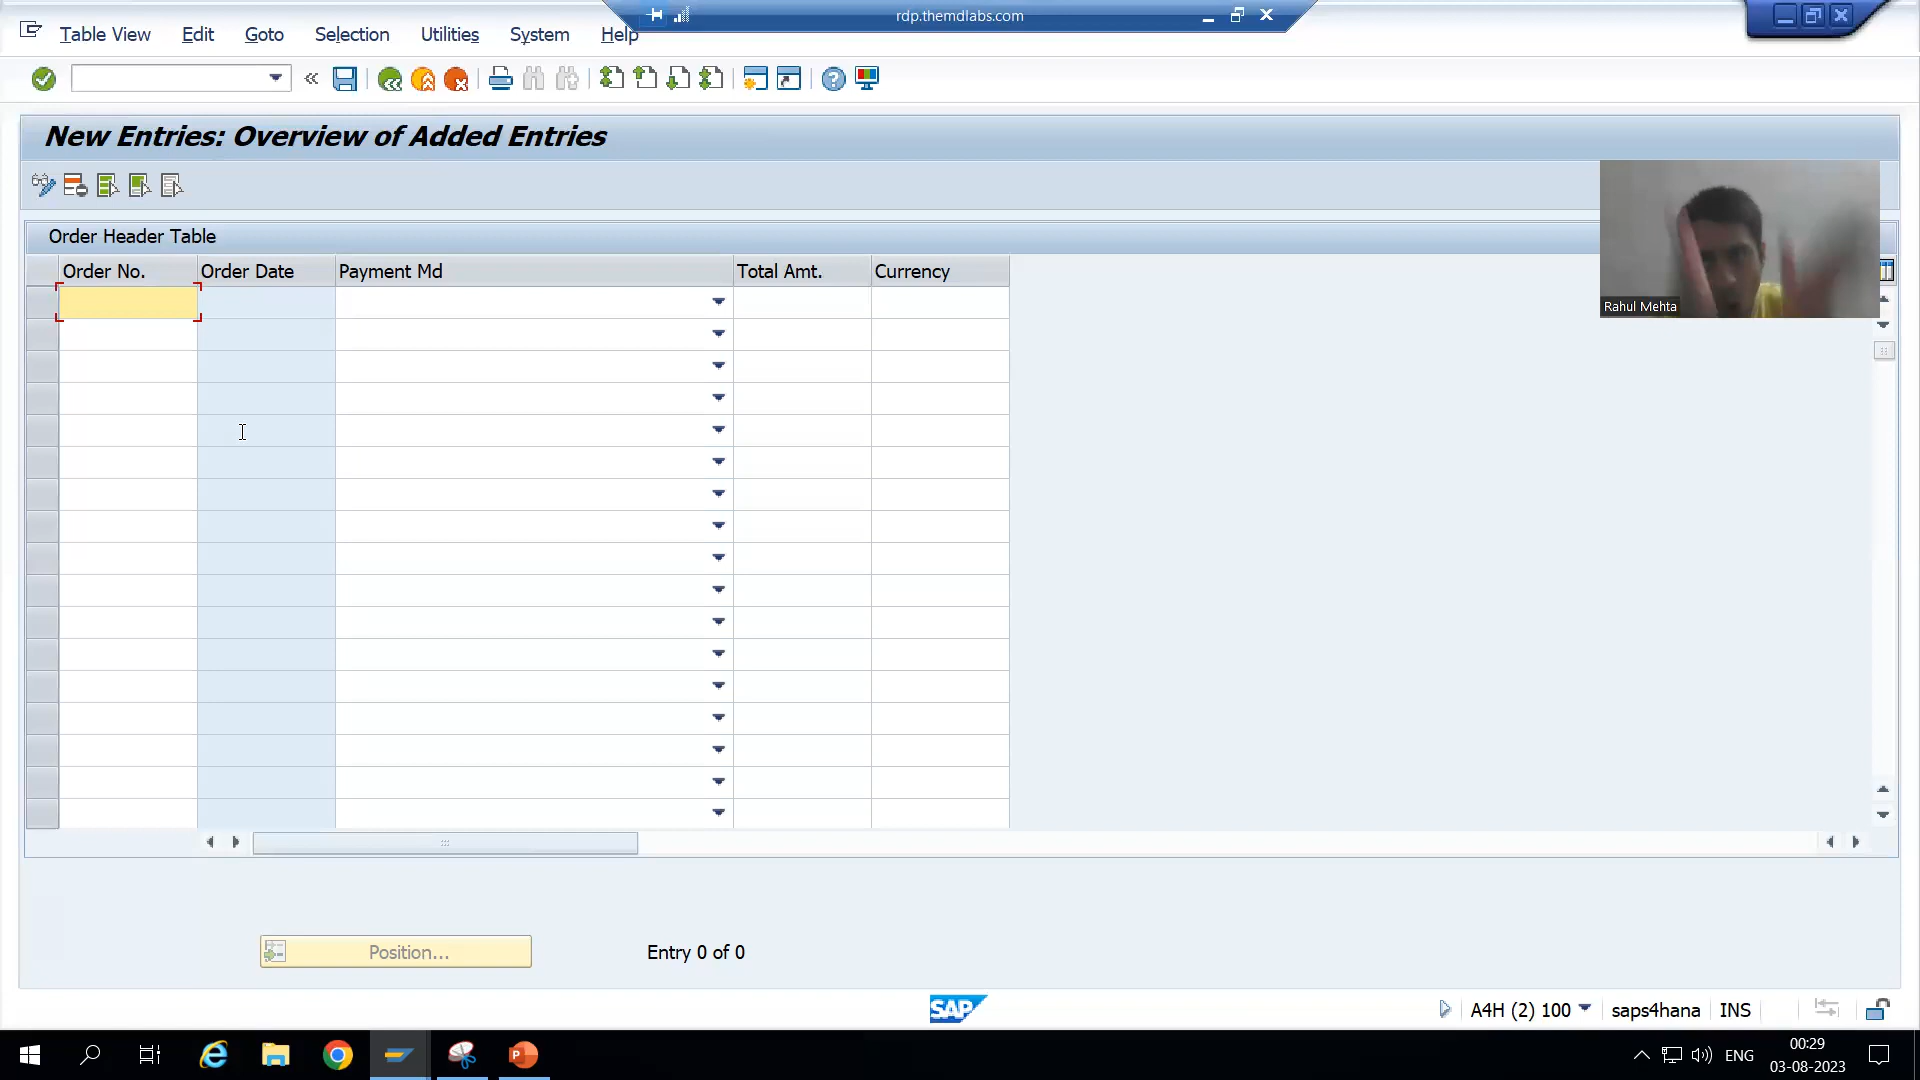 rdp.themdlabs.com
Table View Edit Goto Selection Utilities System Help
New Entries: Overview of Added Entries
Order Header Table
Order No. Order Date Payment Md Total Amt. Currency
Rahul Mehta
Position... Entry 0 of 0
SAP A4H (2) 100 saps4hana INS
ENG 00:29
03-08-2023